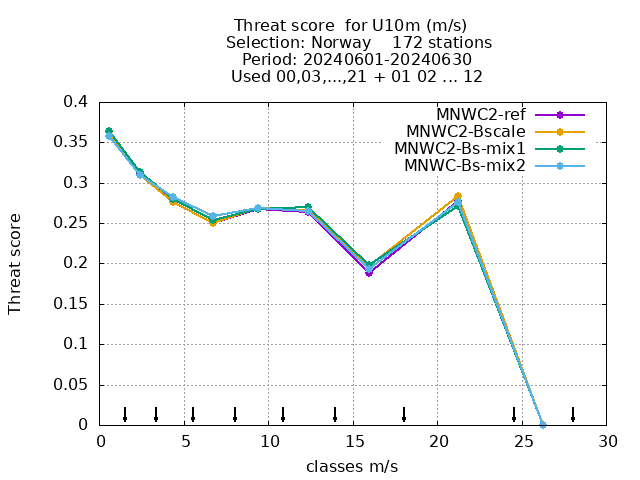 Threat score  for U10m (m/s)
Selection: Norway    172 stations
Period: 20240601-20240630
Used 00,03,...,21 + 01 02 ... 12
MNWC2-ref
MNWC2-Bscale
MNWC2-Bs-mix1
MNWC-Bs-mix2
Threat score
0.4
0.35
0.3
0.25
0.2
0.15
0.1
0.05
0
0 5 10 15 20 25 30
classes m/s